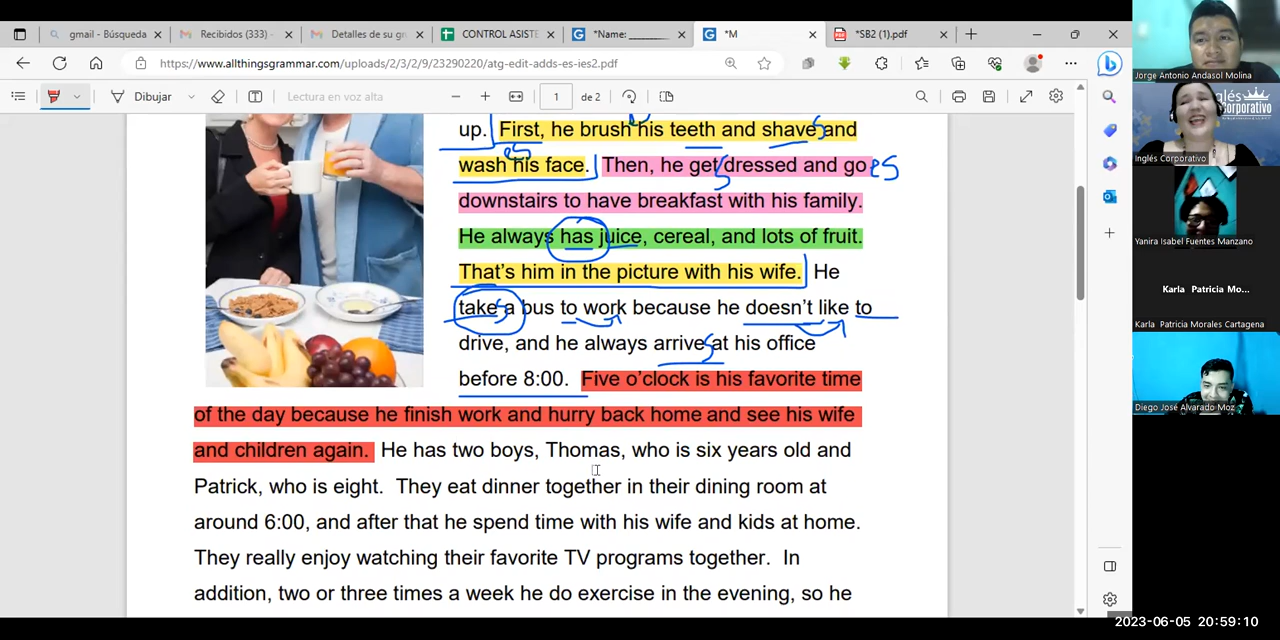 gmail - Búsqueda
Recibidos (333) -
Detalles de su gr
CONTROL ASISTE
*Name: ________
*M
*SB2 (1).pdf
https://www.allthingsgrammar.com/uploads/2/3/2/9/23290220/atg-edit-adds-es-ies2.pdf
Dibujar
Lectura en voz alta
1
de 2
up. First, he brush his teeth and shaves and
es
wash his face. Then, he gets dressed and goes
downstairs to have breakfast with his family.
He always has juice, cereal, and lots of fruit.
That's him in the picture with his wife. He
takes a bus to work because he doesn't like to
drive, and he always arrives at his office
before 8:00. Five o'clock is his favorite time
of the day because he finish work and hurry back home and see his wife
and children again. He has two boys, Thomas, who is six years old and
Patrick, who is eight. They eat dinner together in their dining room at
around 6:00, and after that he spend time with his wife and kids at home.
They really enjoy watching their favorite TV programs together. In
addition, two or three times a week he do exercise in the evening, so he
Jorge Antonio Andasol Molina
Inglés Corporativo
Yanira Isabel Fuentes Manzano
Karla Patricia Mo...
Karla Patricia Morales Cartagena
Diego José Alvarado Moz
2023-06-05 20:59:10